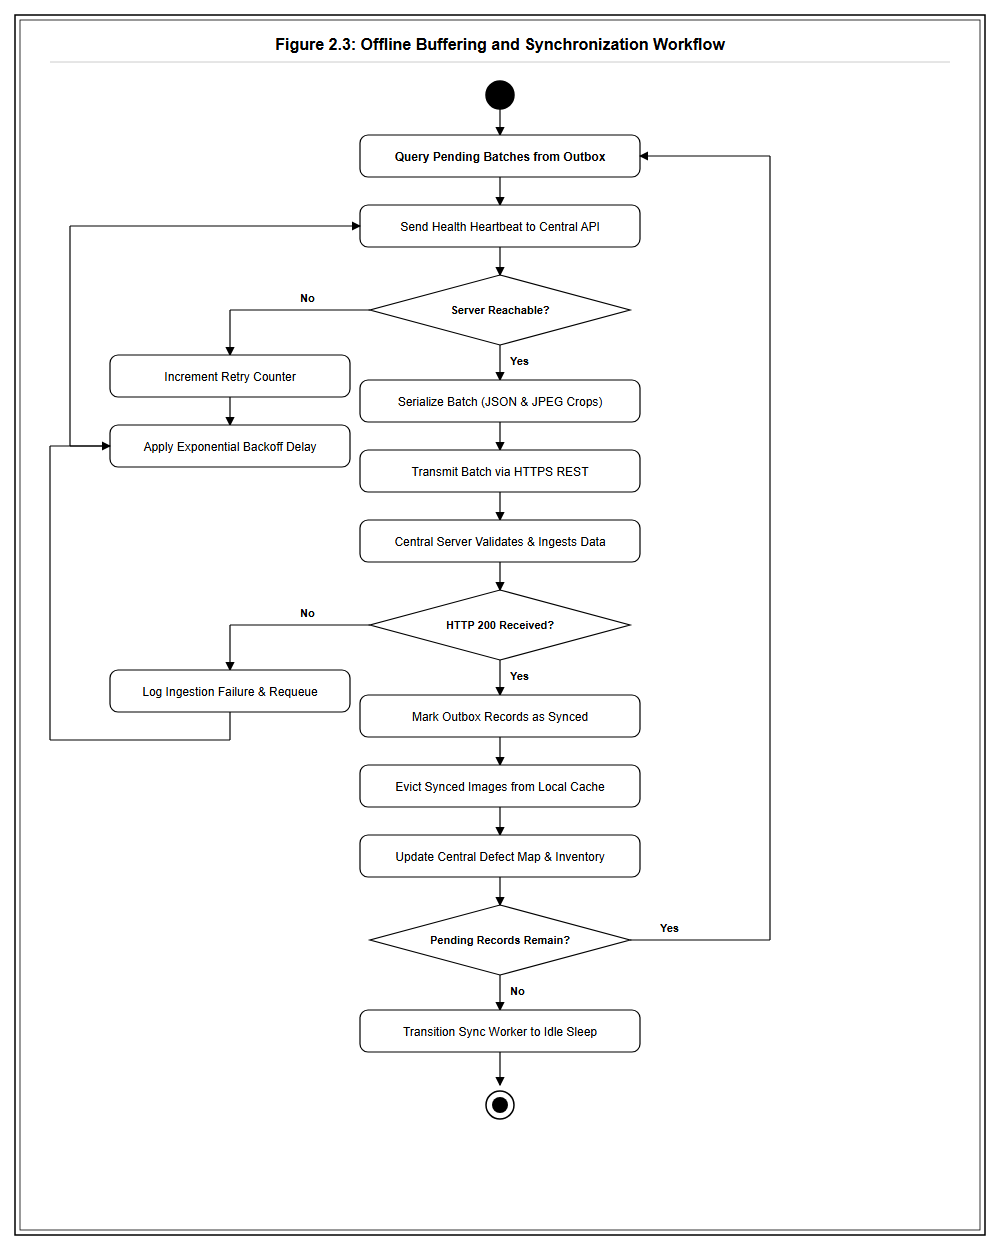 Figure 2.3: Offline Buffering and Synchronization Workflow
Query Pending Batches from Outbox
Send Health Heartbeat to Central API
Server Reachable?
No
Yes
Increment Retry Counter
Apply Exponential Backoff Delay
Serialize Batch (JSON & JPEG Crops)
Transmit Batch via HTTPS REST
Central Server Validates & Ingests Data
HTTP 200 Received?
No
Yes
Log Ingestion Failure & Requeue
Mark Outbox Records as Synced
Evict Synced Images from Local Cache
Update Central Defect Map & Inventory
Pending Records Remain?
Yes
No
Transition Sync Worker to Idle Sleep